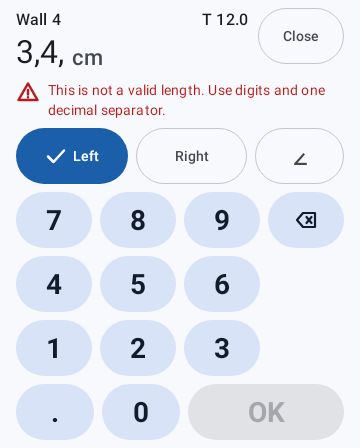 Wall 4
T 12.0
Close
3,4, cm
This is not a valid length. Use digits and one
decimal separator.
Left
Right
7
8
9
4
5
6
1
2
3
.
0
OK